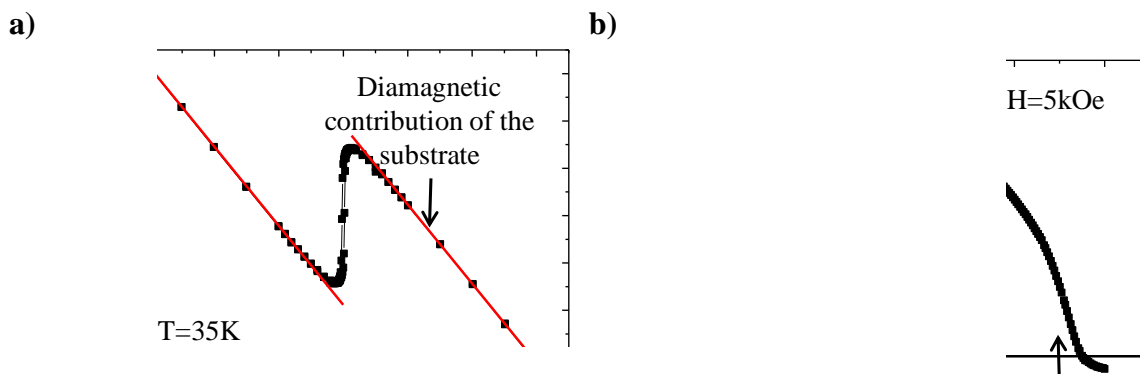 a)
b)
Diamagnetic
contribution of the
substrate
T=35K
H=5kOe